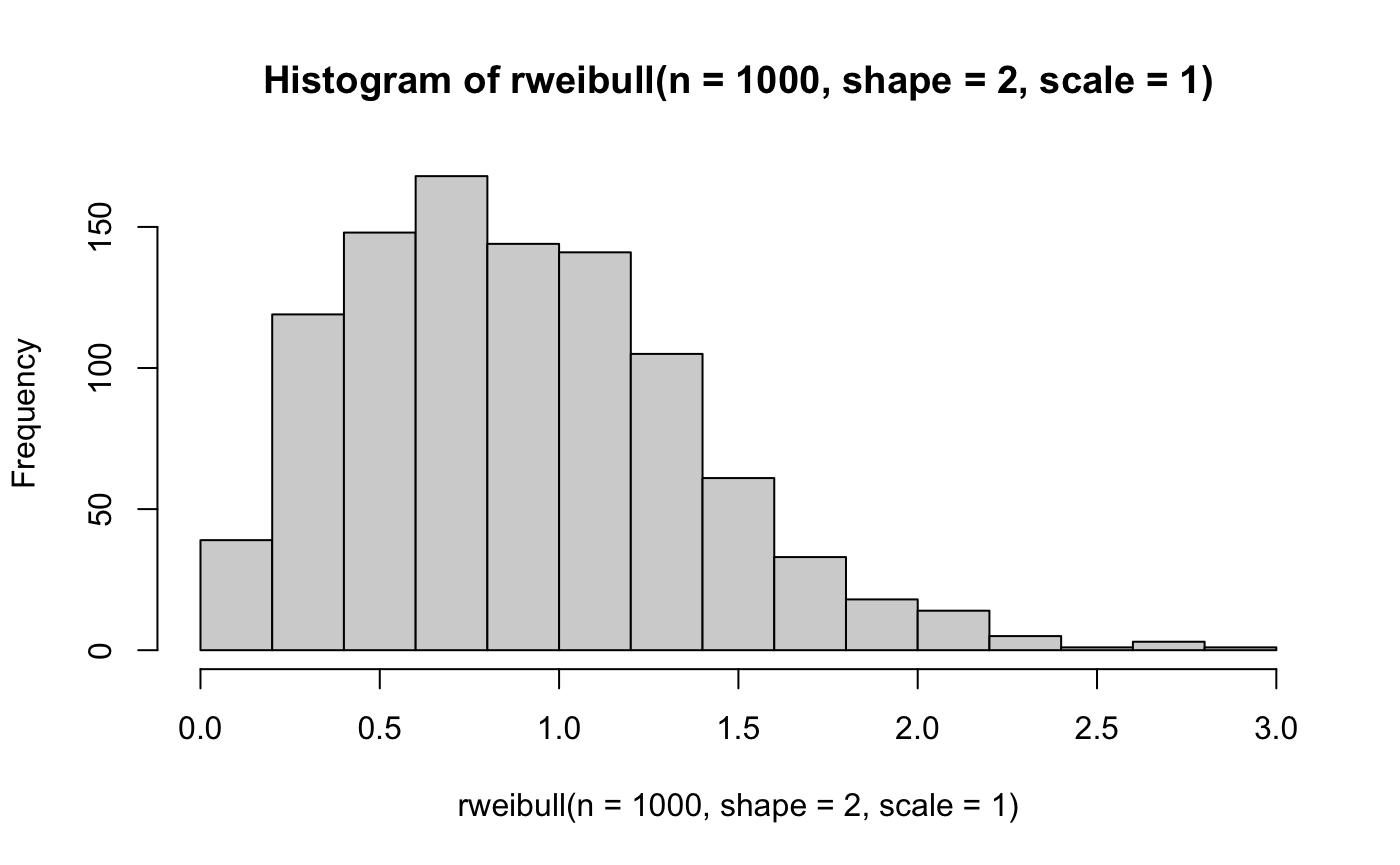 Histogram of rweibull(n = 1000, shape = 2, scale = 1)
Frequency
150
100
50
0
0.0 0.5 1.0 1.5 2.0 2.5 3.0
rweibull(n = 1000, shape = 2, scale = 1)